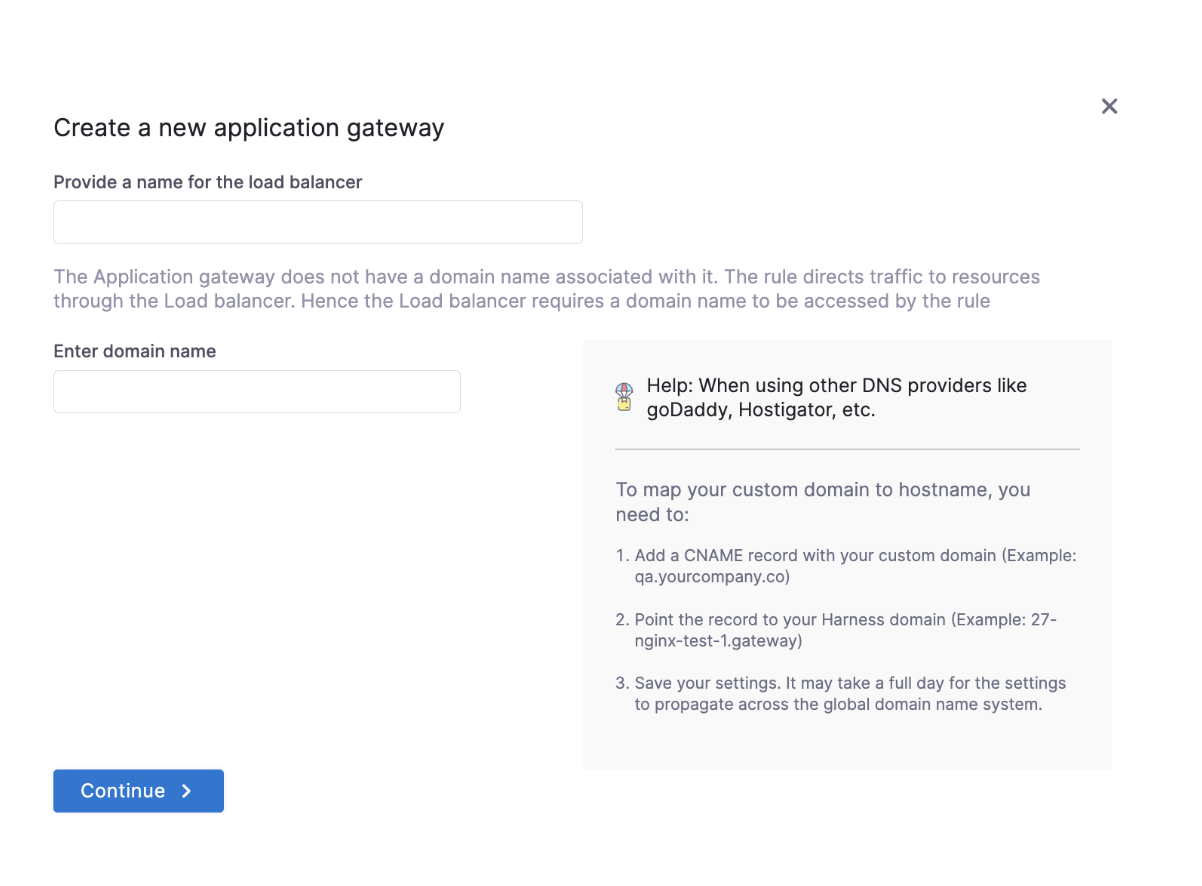 Create a new application gateway
Provide a name for the load balancer
The Application gateway does not have a domain name associated with it. The rule directs traffic to resources
through the Load balancer. Hence the Load balancer requires a domain name to be accessed by the rule
Enter domain name
Help: When using other DNS providers like
goDaddy, Hostigator, etc.
To map your custom domain to hostname, you
need to:
1. Add a CNAME record with your custom domain (Example:
qa.yourcompany.co)
2. Point the record to your Harness domain (Example: 27-
nginx-test-1.gateway)
3. Save your settings. It may take a full day for the settings
to propagate across the global domain name system.
Continue